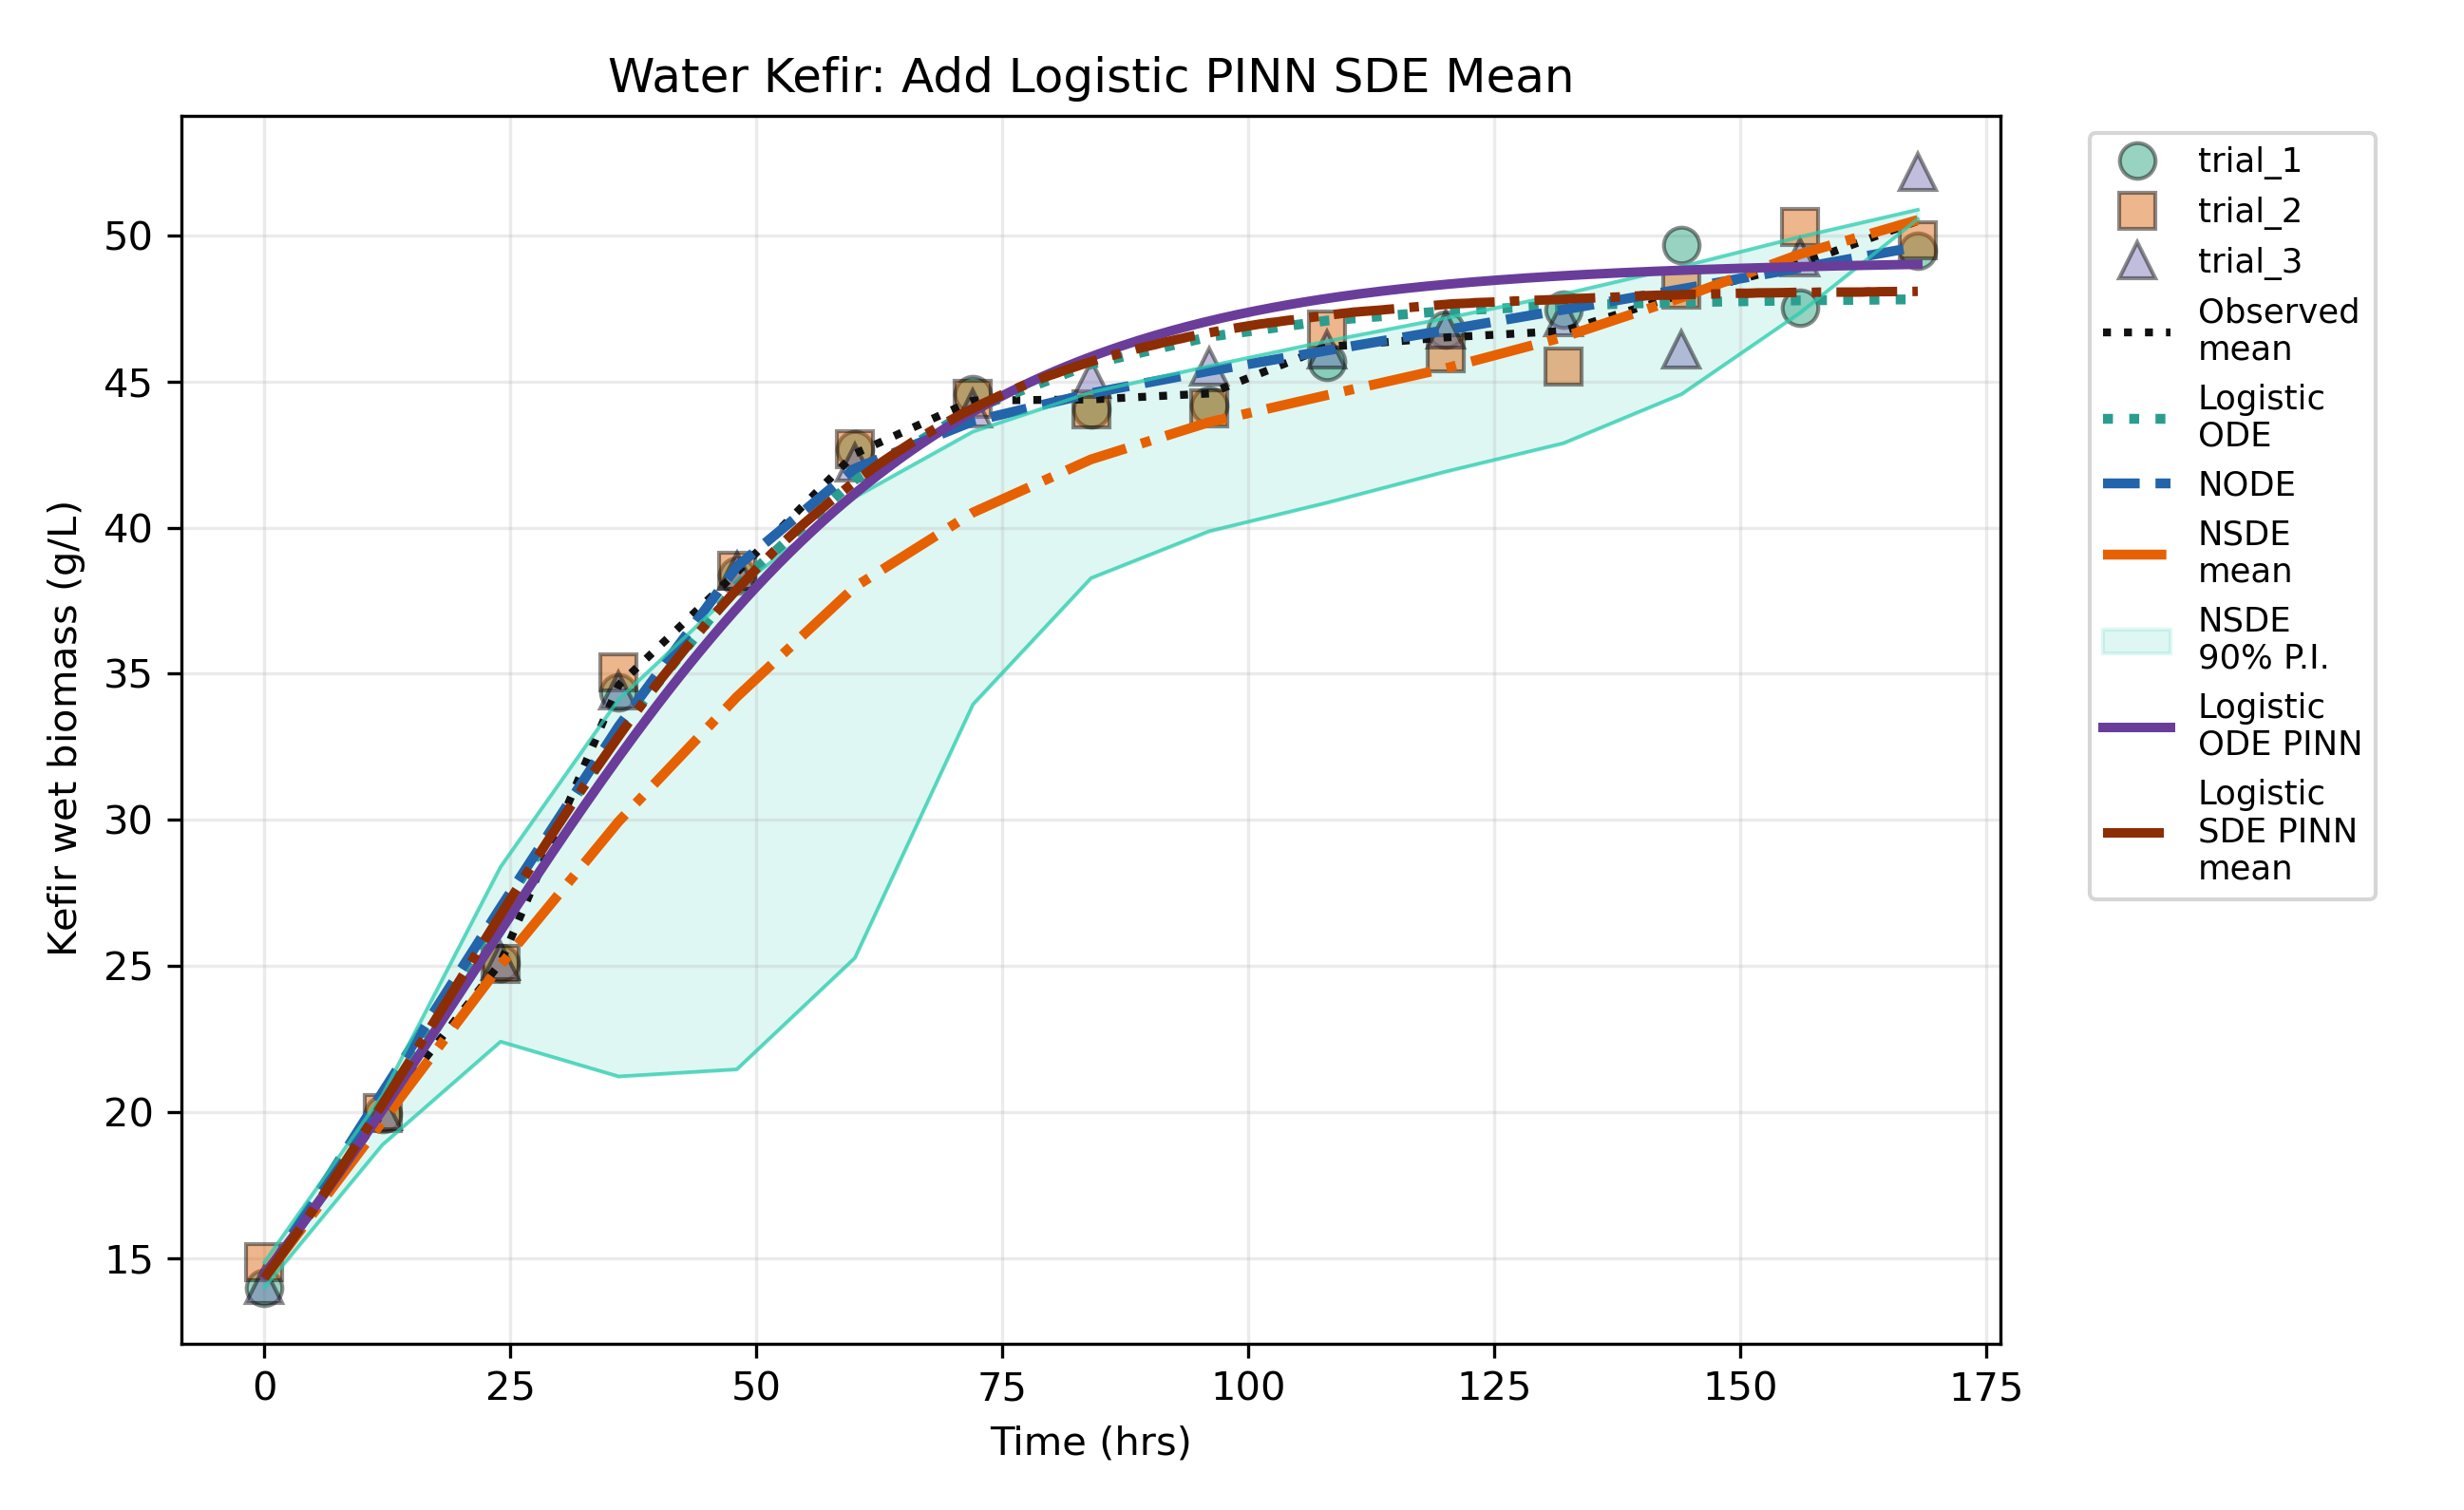 Water Kefir: Add Logistic PINN SDE Mean
Kefir wet biomass (g/L)
50
45
40
35
30
25
20
15
0
25
50
75
100
125
150
175
Time (hrs)
trial_1
trial_2
trial_3
Observed
mean
Logistic
ODE
NODE
NSDE
mean
NSDE
90% P.I.
Logistic
ODE PINN
Logistic
SDE PINN
mean